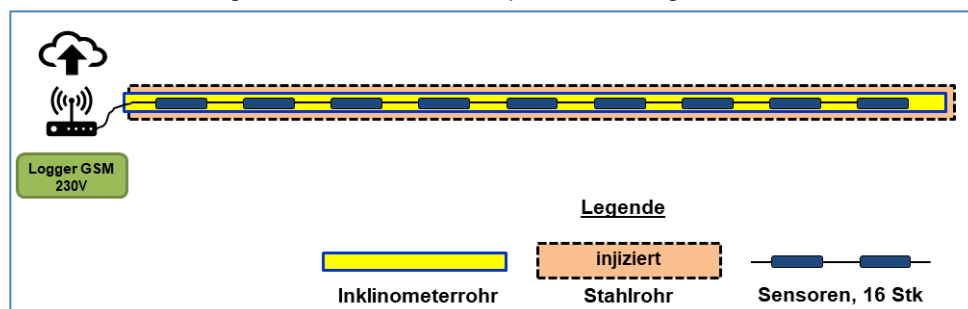 Logger GSM
230V
Legende
injiziert
Inklinometerrohr
Stahlrohr
Sensoren, 16 Stk